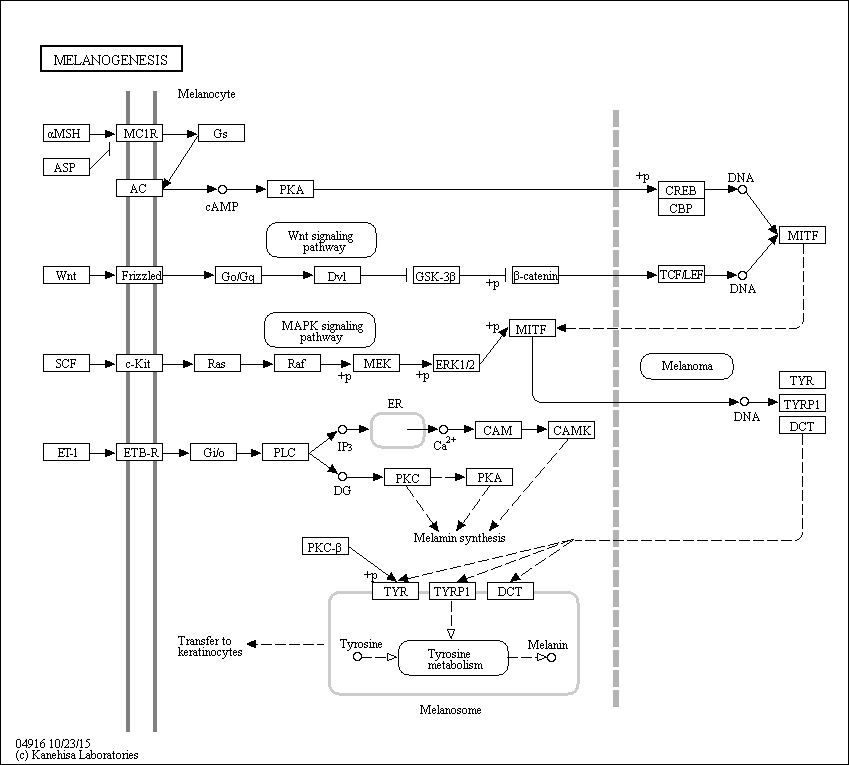 MELANOGENESIS
Melanocyte
αMSH
MC1R
Gs
ASP
AC
cAMP
PKA
+p
CREB
CBP
DNA
MITF
Wnt signaling
pathway
Wnt
Frizzled
Go/Gq
Dvl
GSK-3β
+p
β-catenin
TCF/LEF
DNA
MAPK signaling
pathway
+p
MITF
SCF
c-Kit
Ras
Raf
+p
MEK
+p
ERK1/2
Melanoma
TYR
TYRP1
DCT
DNA
ER
ET-1
ETB-R
Gi/o
PLC
IP3
Ca2+
CAM
CAMK
DG
PKC
PKA
Melamin synthesis
PKC-β
+p
TYR
TYRP1
DCT
Transfer to
keratinocytes
Tyrosine
Tyrosine
metabolism
Melanin
Melanosome
04916 10/23/15
(c) Kanehisa Laboratories